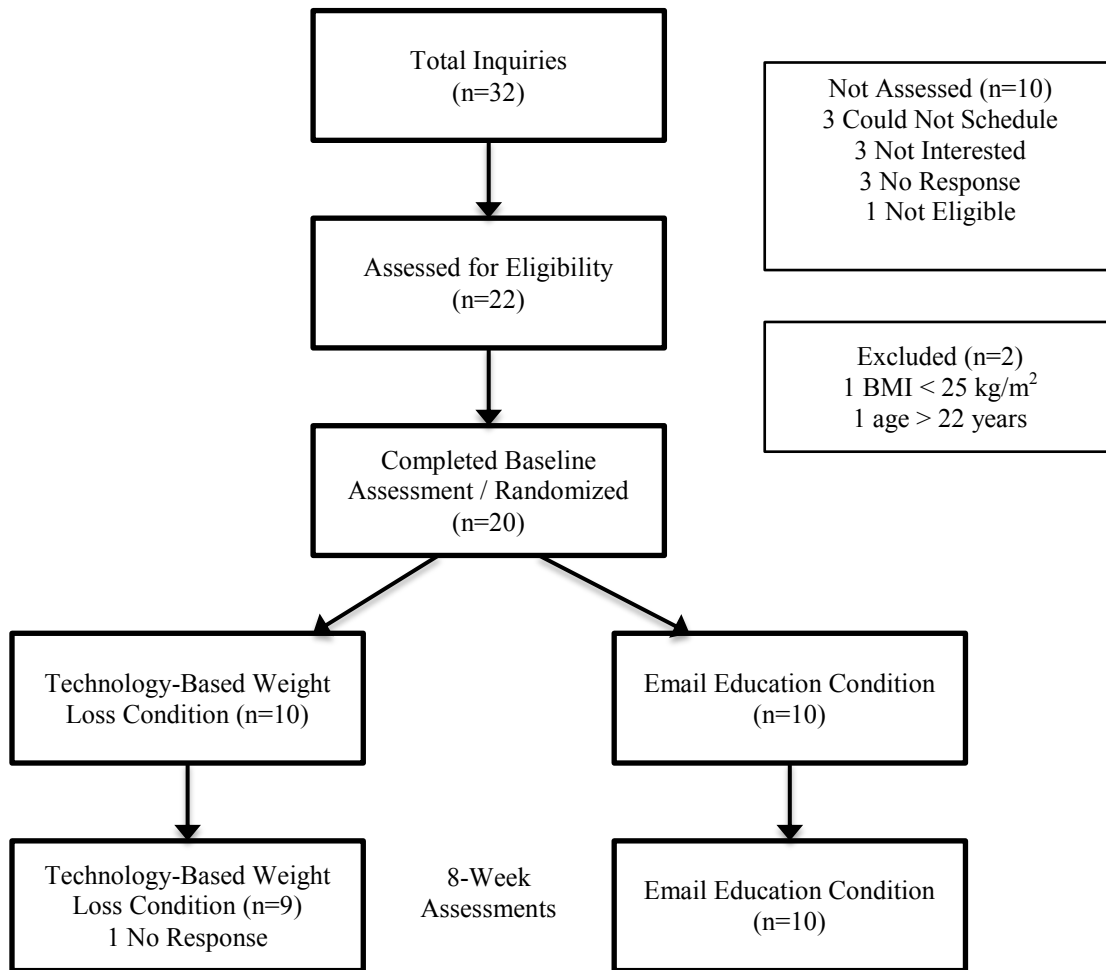 Total Inquiries
(n=32)
Not Assessed (n=10)
3 Could Not Schedule
3 Not Interested
3 No Response
1 Not Eligible
Assessed for Eligibility
(n=22)
Excluded (n=2)
1 BMI < 25 kg/m²
1 age > 22 years
Completed Baseline
Assessment / Randomized
(n=20)
Technology-Based Weight
Loss Condition (n=10)
Email Education Condition
(n=10)
Technology-Based Weight
Loss Condition (n=9)
1 No Response
8-Week
Assessments
Email Education Condition
(n=10)